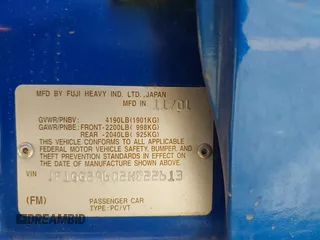 MFD BY FUJI HEAVY IND. LTD., JAPAN
MFD IN 11/01
GVWR/PNBV: 4190LB(1901KG)
GAWR/PNBE: FRONT-2200LB( 998KG)
REAR -2040LB( 925KG)
THIS VEHICLE CONFORMS TO ALL APPLICABLE
FEDERAL MOTOR VEHICLE SAFETY, BUMPER, AND
THEFT PREVENTION STANDARDS IN EFFECT ON
THE DATE OF MANUFACTURE SHOWN ABOVE.
VIN
(FM) PASSENGER CAR
TYPE: PC/VT
DREAMBID